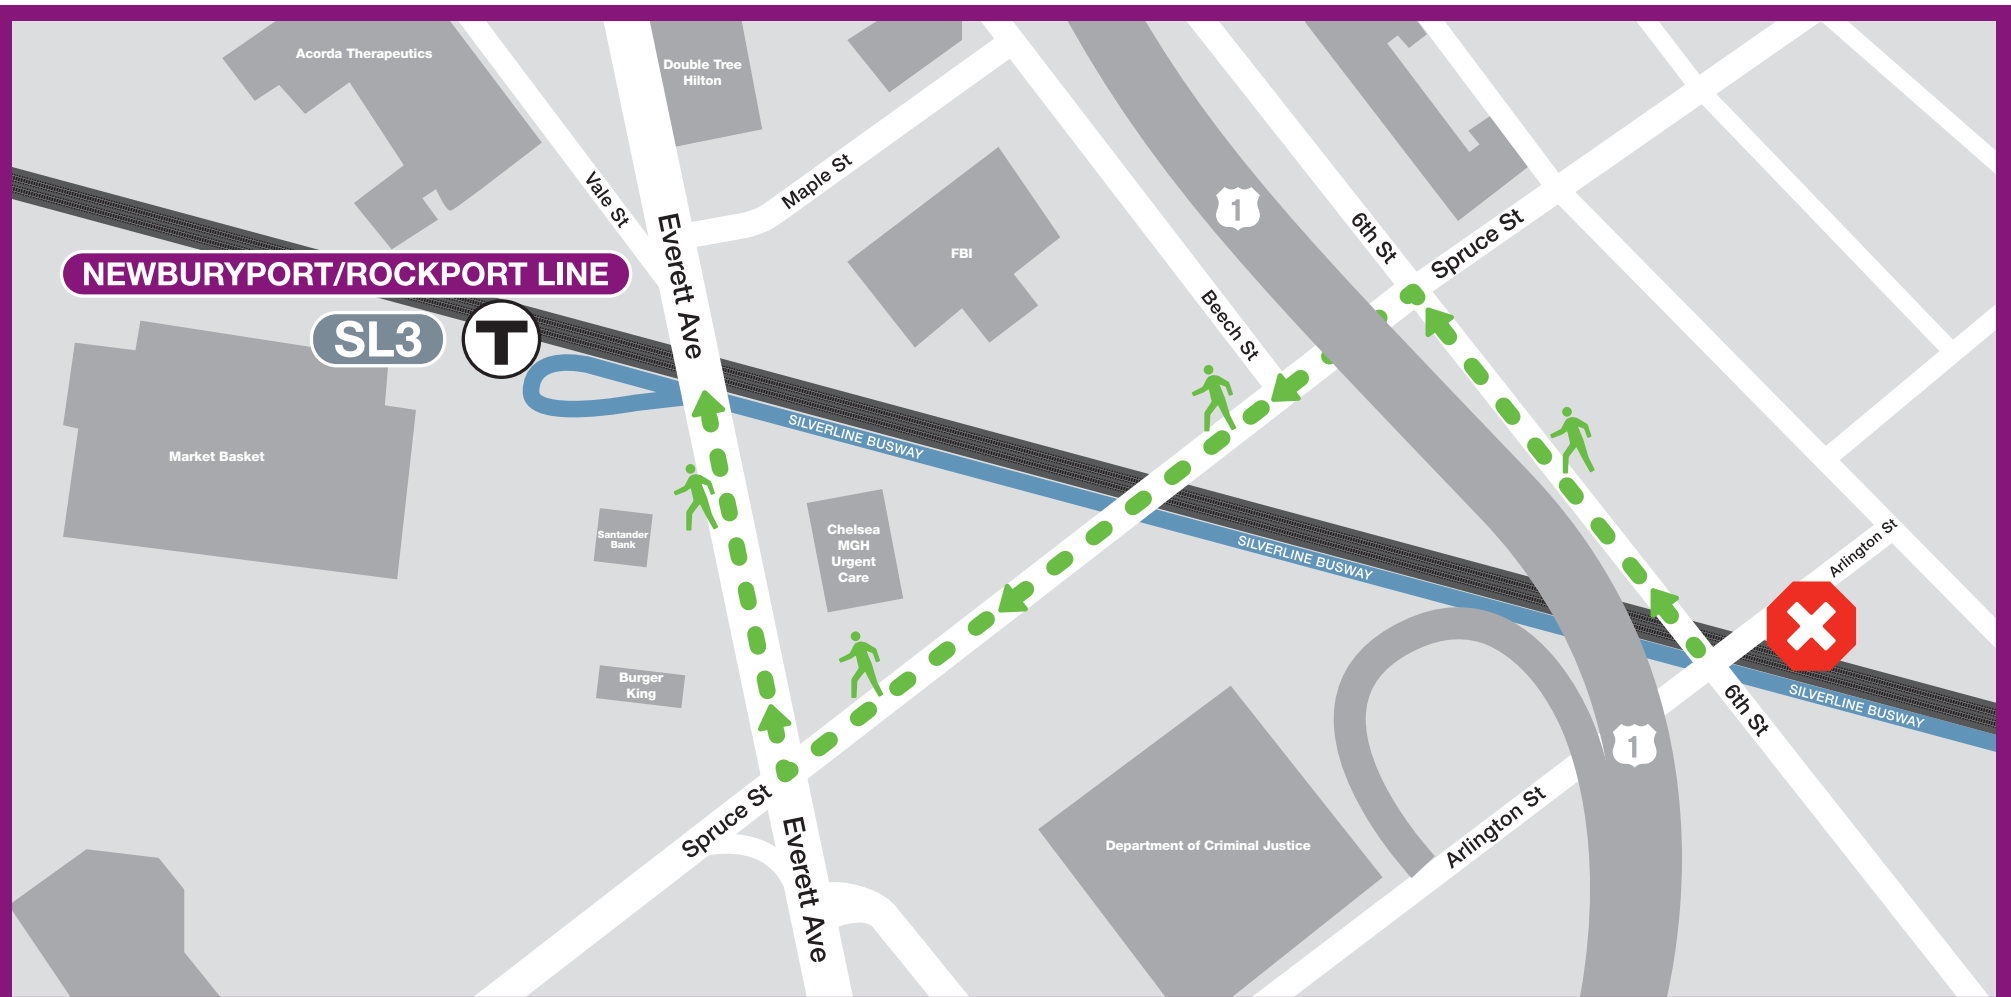 Acorda Therapeutics
Double Tree
Hilton
Vale St
Maple St
Everett Ave
FBI
1
6th St
Spruce St
NEWBURYPORT/ROCKPORT LINE
SL3
T
Beech St
Market Basket
SILVERLINE BUSWAY
Santander
Bank
Chelsea
MGH
Urgent
Care
SILVERLINE BUSWAY
Arlington St
Burger
King
6th St
SILVERLINE BUSWAY
1
Spruce St
Everett Ave
Department of Criminal Justice
Arlington St